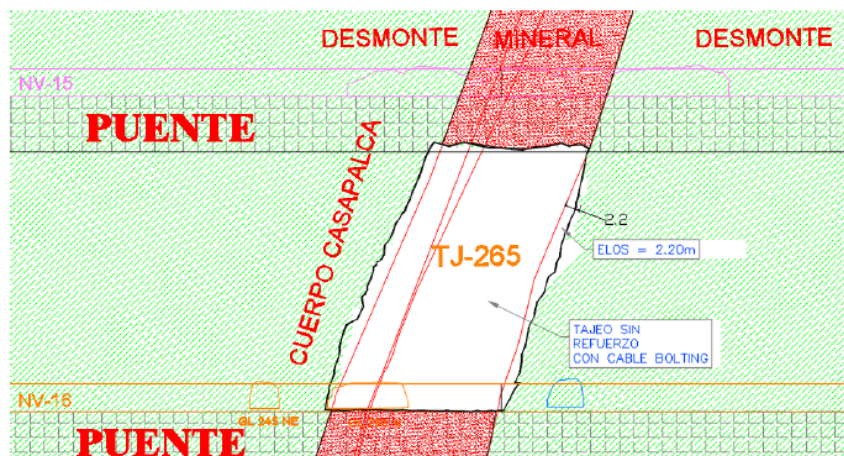 DESMONTE
MINERAL
DESMONTE
NV-15
PUENTE
CUERPO CASAPALCA
2.2
TJ-265
ELOS = 2.20m
TAJEO SIN
REFUERZO
CON CABLE BOLTING
NV-16
GL 245 NE
PUENTE